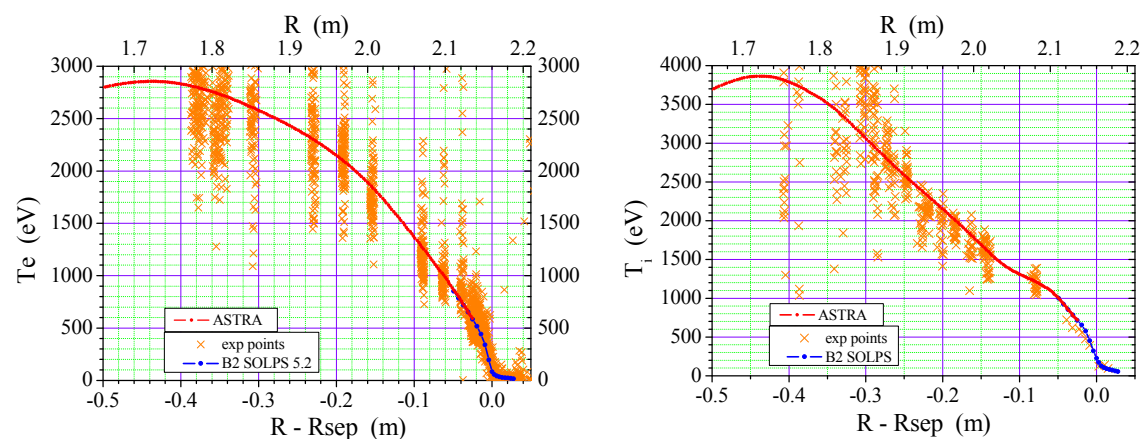 R (m)
1.7 1.8 1.9 2.0 2.1 2.2
3000 3000
2500 2500
2000 2000
1500 1500
1000 1000
500 500
0 0
Te (eV)
ASTRA
exp points
B2 SOLPS 5.2
-0.5 -0.4 -0.3 -0.2 -0.1 0.0
R - Rsep (m)
R (m)
1.7 1.8 1.9 2.0 2.1 2.2
4000
3500
3000
2500
2000
1500
1000
500
0
T_i (eV)
ASTRA
exp points
B2 SOLPS
-0.5 -0.4 -0.3 -0.2 -0.1 0.0
R - Rsep (m)